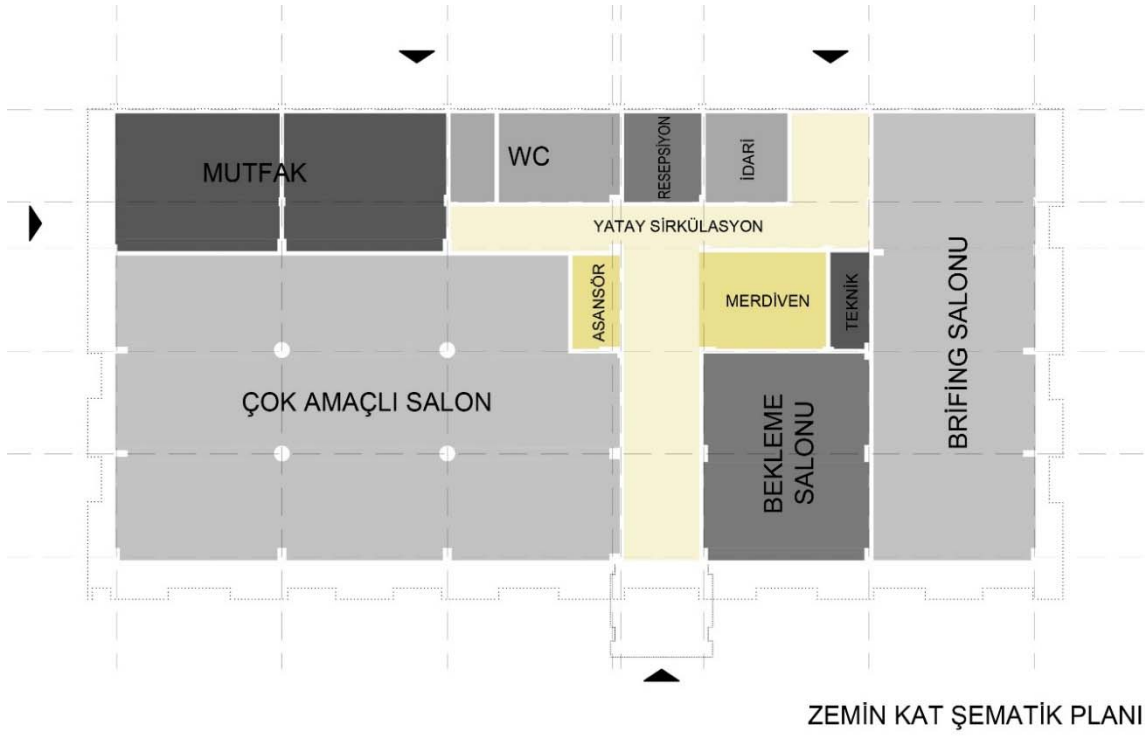 MUTFAK
WC
RESEPSİYON
İDARİ
YATAY SİRKÜLASYON
ASANSÖR
MERDİVEN
TEKNİK
ÇOK AMAÇLI SALON
BEKLEME
SALONU
BRİFİNG SALONU
ZEMİN KAT ŞEMATİK PLANI